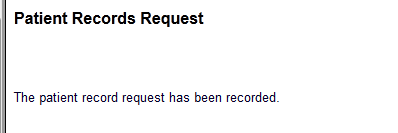 Patient Records Request
The patient record request has been recorded.